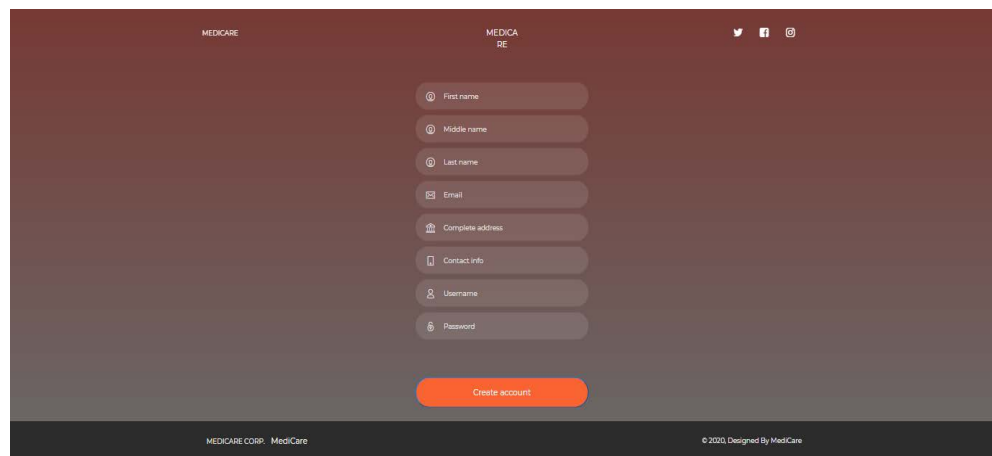 MEDICARE
MEDICA
RE
First name
Middle name
Last name
Email
Complete address
Contact info
Username
Password
Create account
MEDICARE CORP. MediCare
© 2020, Designed By MediCare